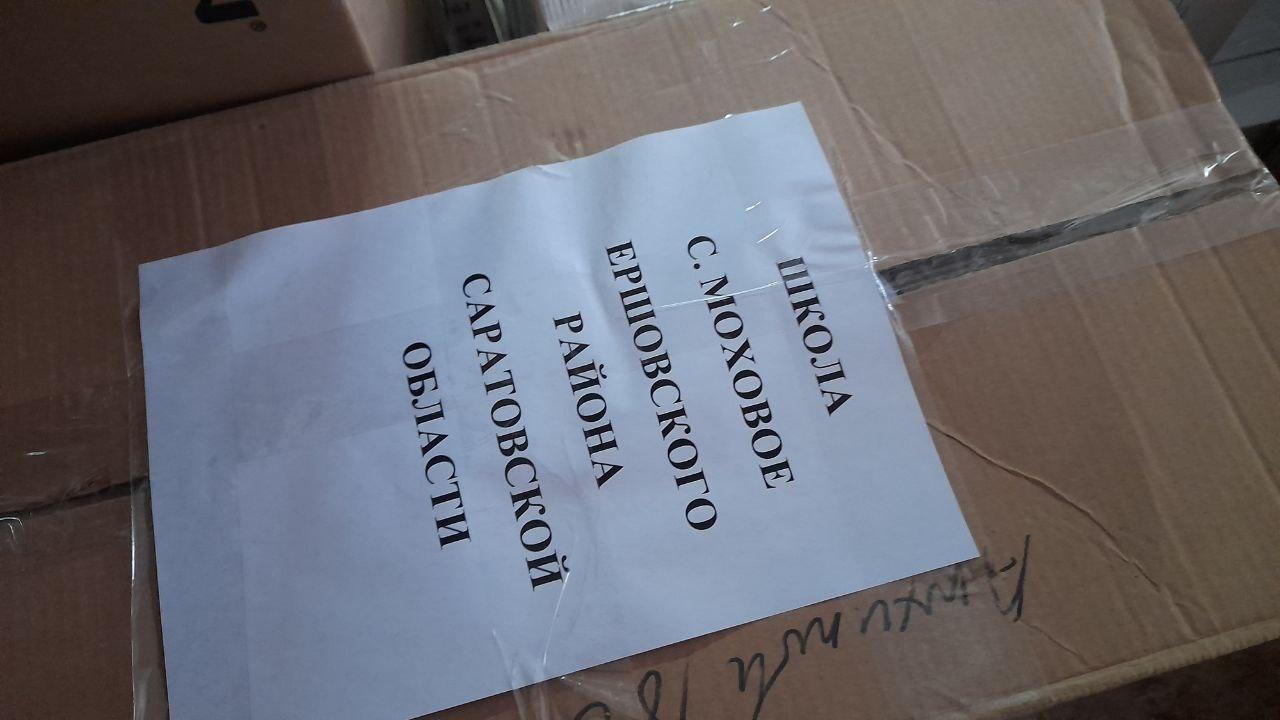 ШКОЛА
С. МОХОВОЕ
ЕРШОВСКОГО
РАЙОНА
САРАТОВСКОЙ
ОБЛАСТИ